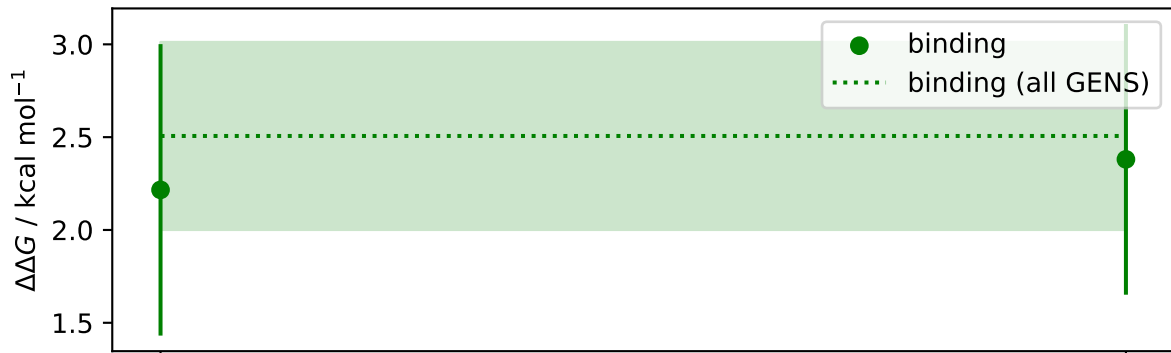 3.0
2.5
2.0
1.5
ΔΔG / kcal mol⁻¹
binding
binding (all GENS)